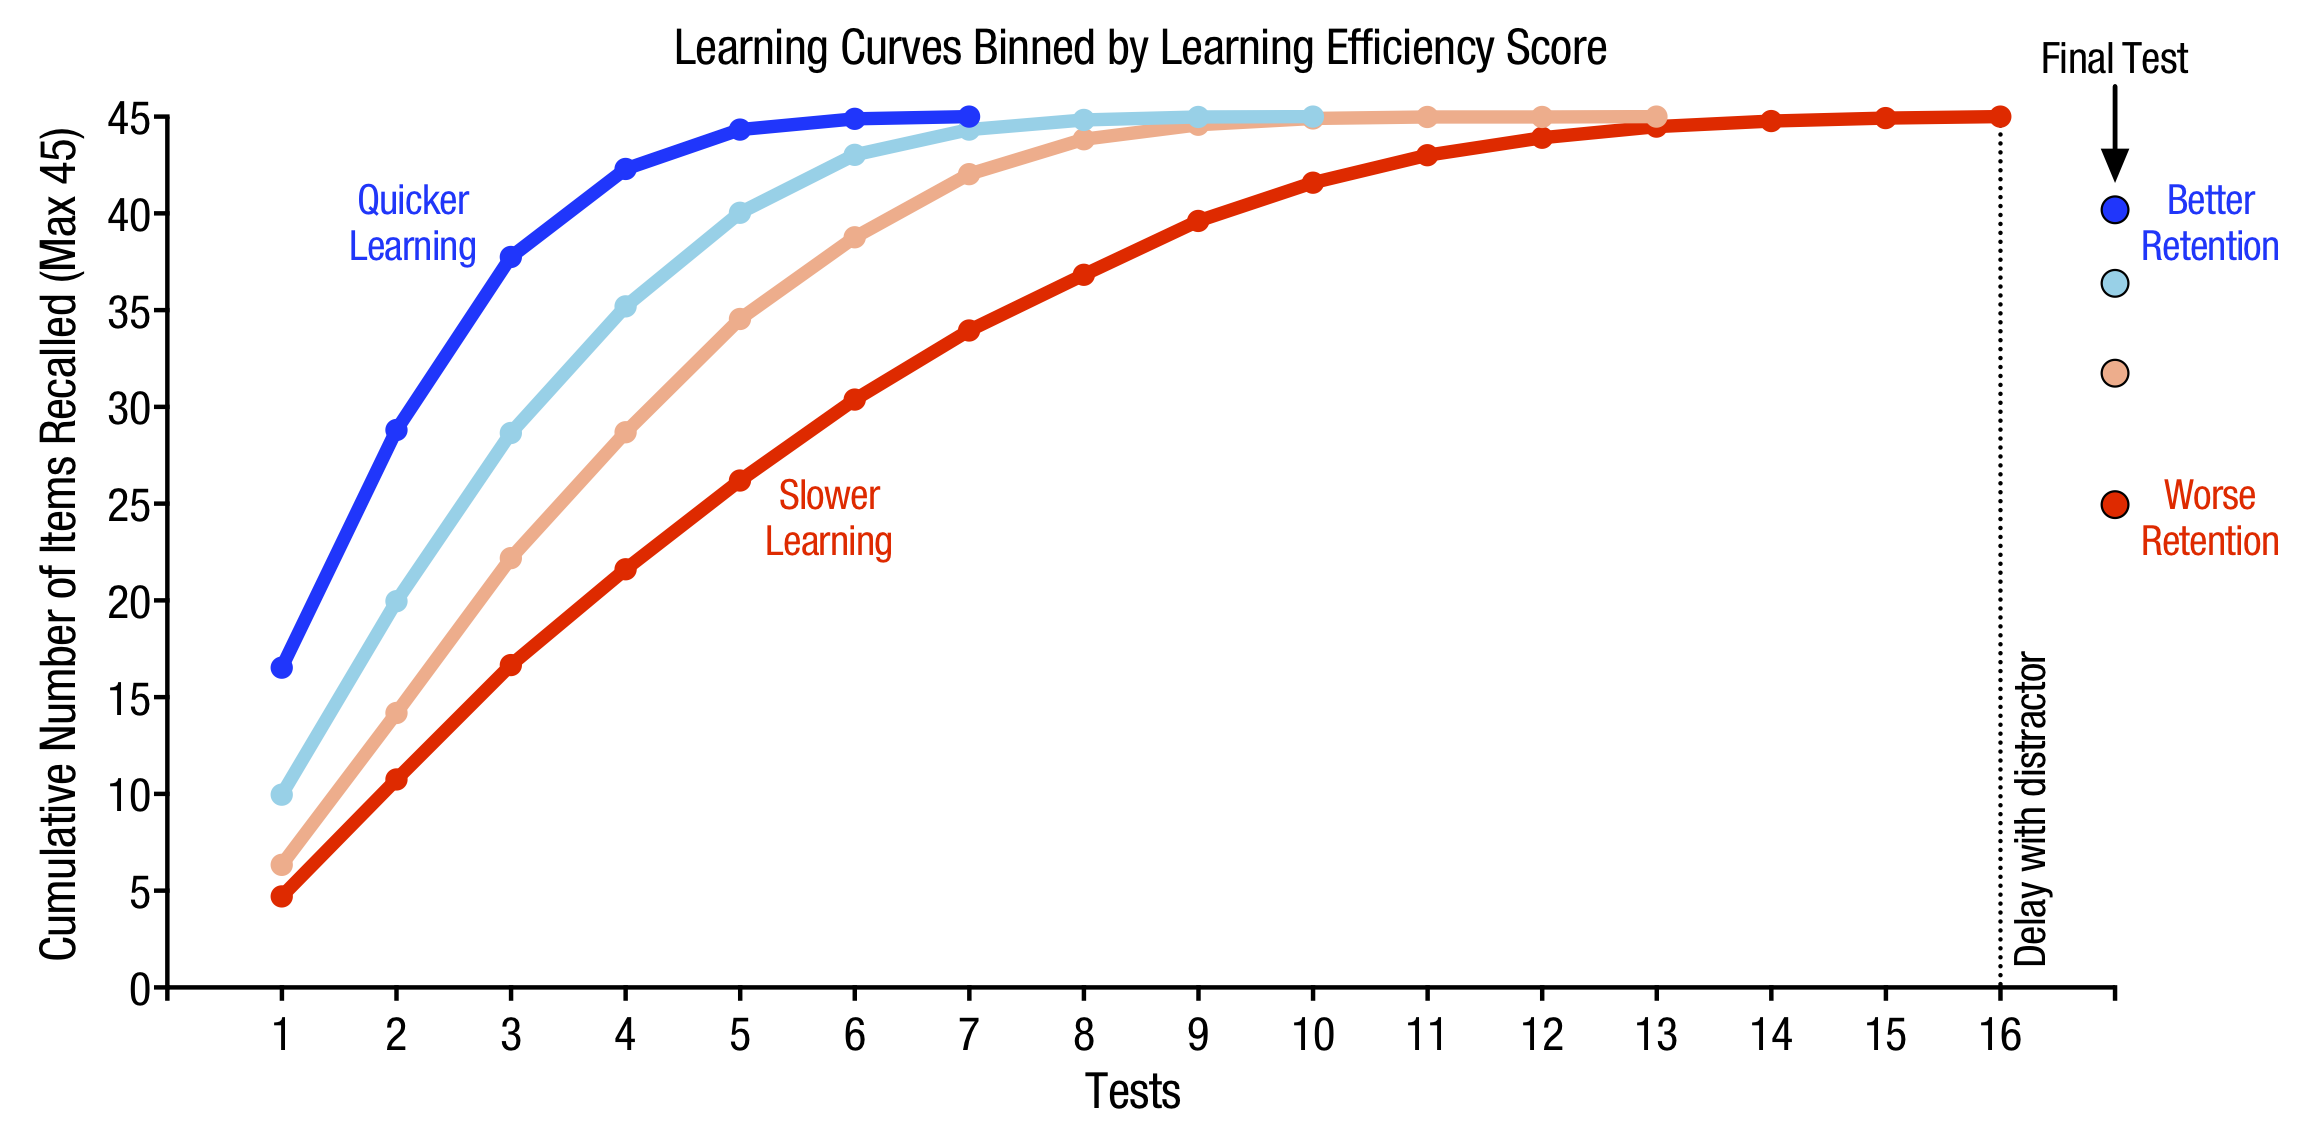 Learning Curves Binned by Learning Efficiency Score
Final Test
Cumulative Number of Items Recalled (Max 45)
45
40
35
30
25
20
15
10
5
0
Quicker
Learning
Slower
Learning
Better
Retention
Worse
Retention
Delay with distractor
1 2 3 4 5 6 7 8 9 10 11 12 13 14 15 16
Tests